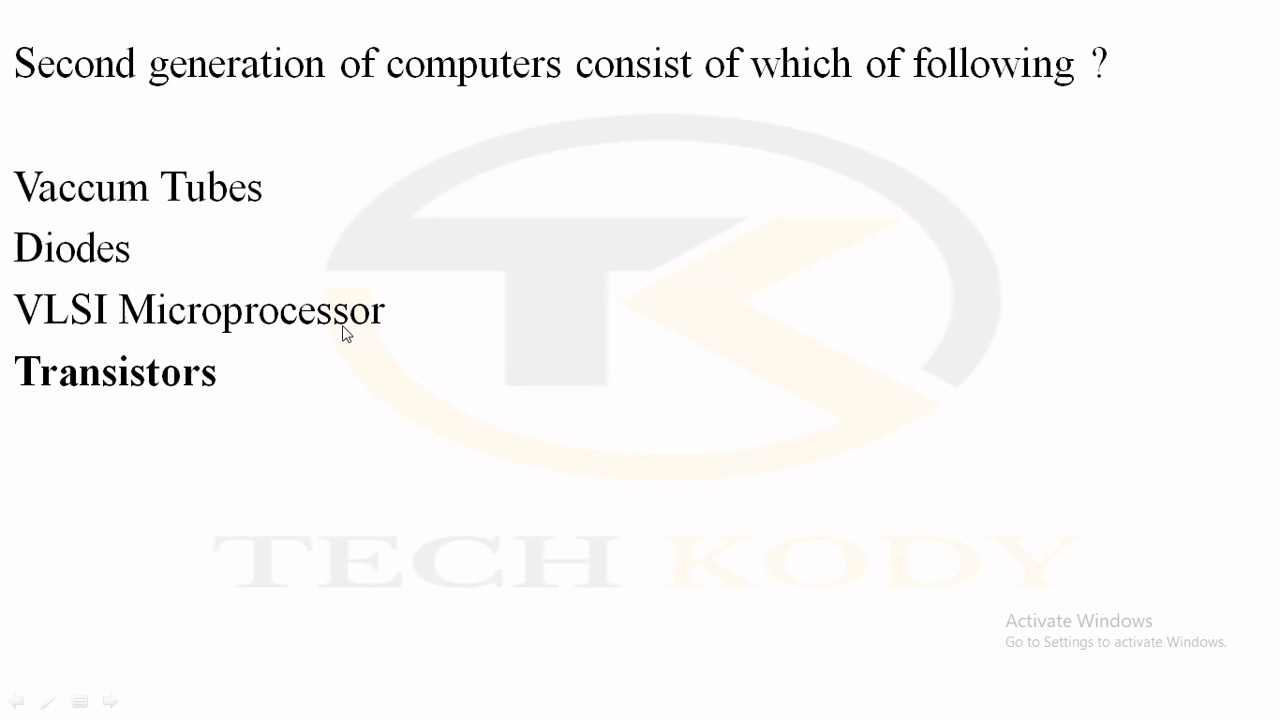 Second generation of computers consist of which of following ?
Vaccum Tubes
Diodes
VLSI Microprocessor
Transistors
TK
TECH KODY
Activate Windows
Go to Settings to activate Windows.